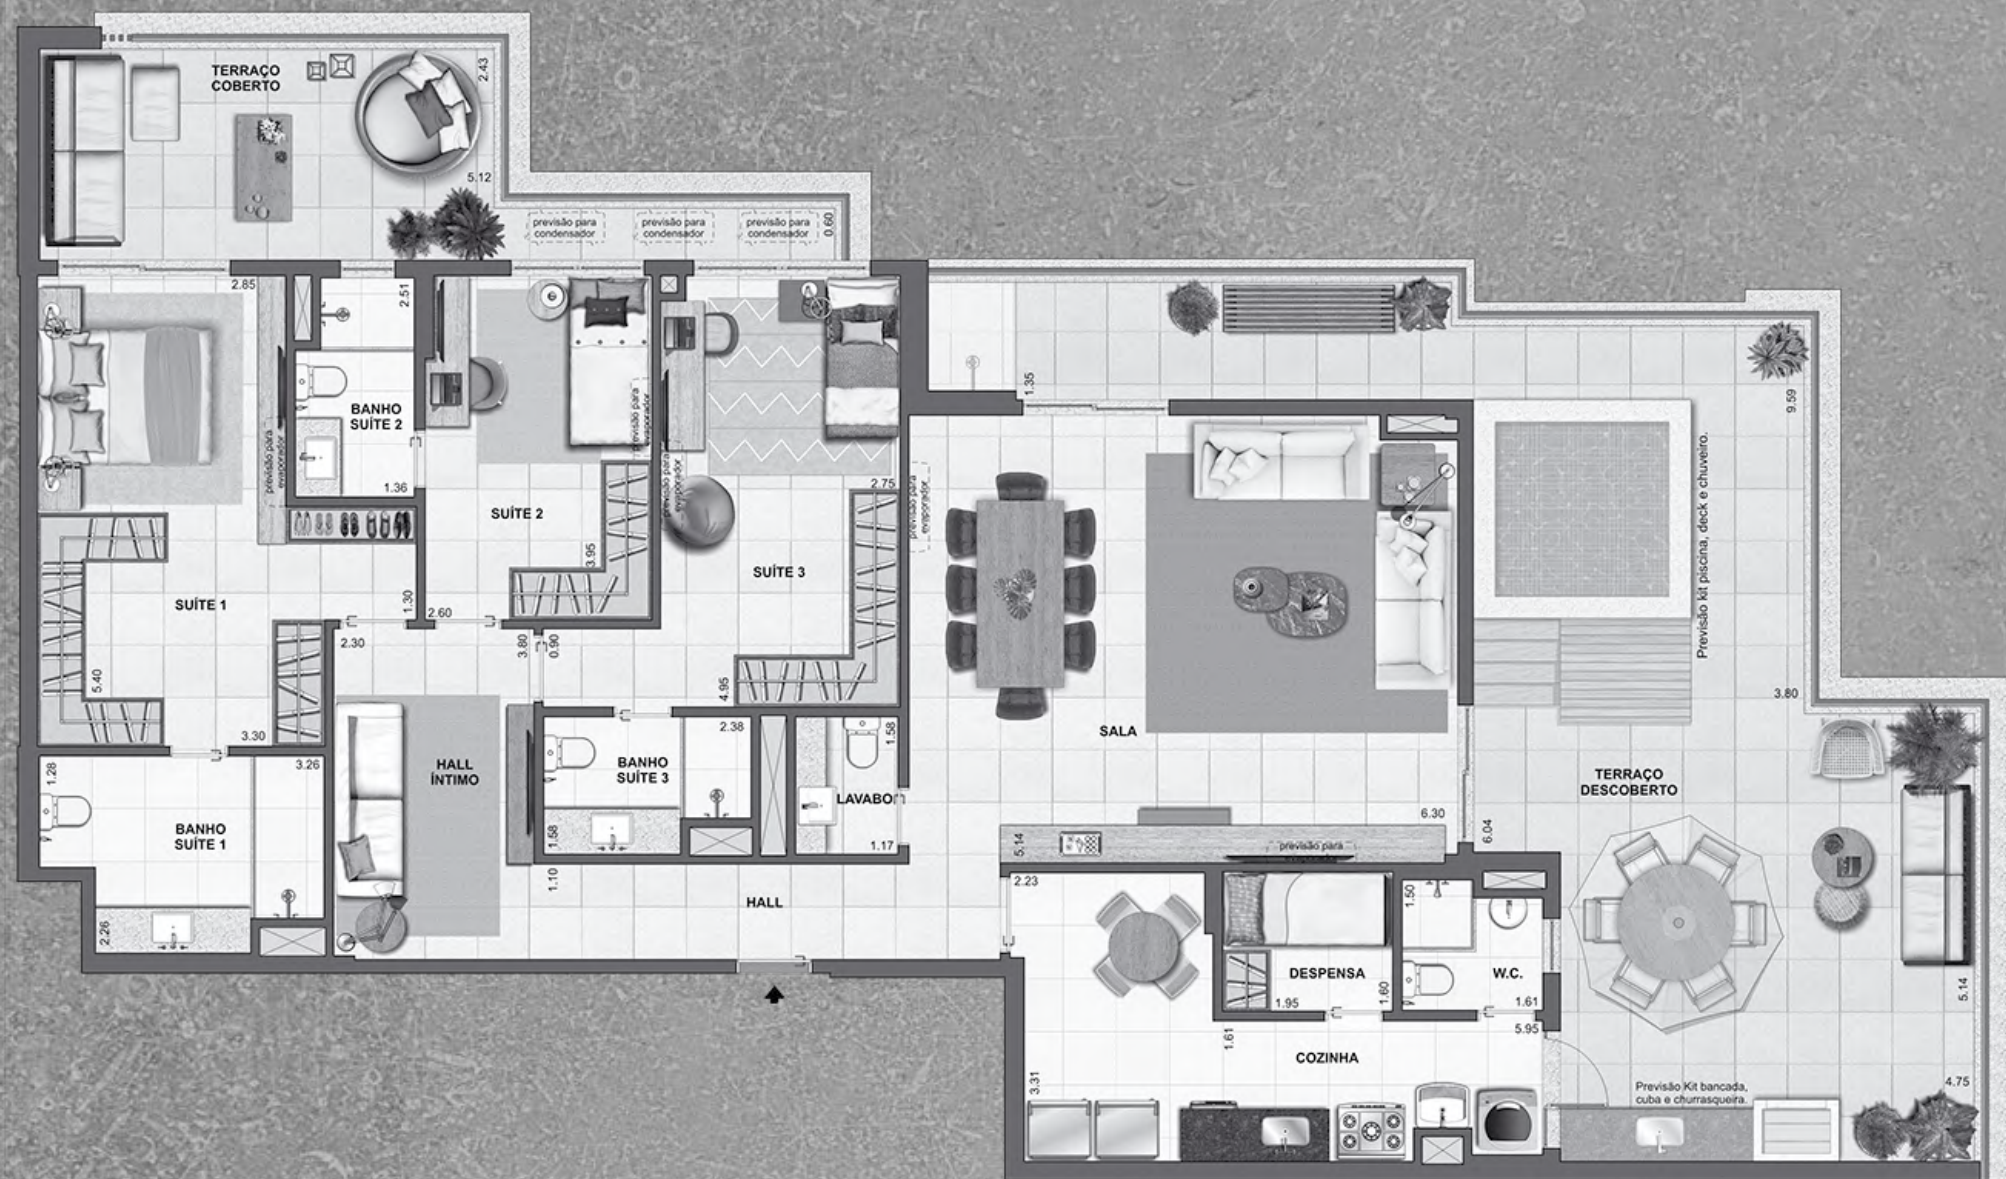 TERRAÇO
COBERTO
2.43
5.12
previsão para
condensador
previsão para
condensador
previsão para
condensador
0.60
2.85
2.51
BANHO
SUÍTE 2
1.36
previsão para
evaporador
SUÍTE 2
3.95
previsão para
evaporador
previsão para
evaporador
2.75
SUÍTE 3
previsão para
evaporador
1.35
9.59
Previsão kit piscina, deck e chuveiro.
SUÍTE 1
1.30
2.60
2.30
3.80
0.90
5.40
4.95
3.30
3.80
SALA
HALL
ÍNTIMO
BANHO
SUÍTE 3
2.38
1.58
LAVABO
1.17
1.28
3.26
BANHO
SUÍTE 1
2.26
1.58
1.10
HALL
6.30
5.14
previsão para
6.04
TERRAÇO
DESCOBERTO
2.23
1.50
DESPENSA
1.95
1.60
W.C.
1.61
5.95
5.14
1.61
COZINHA
3.31
Previsão Kit bancada,
cuba e churrasqueira.
4.75